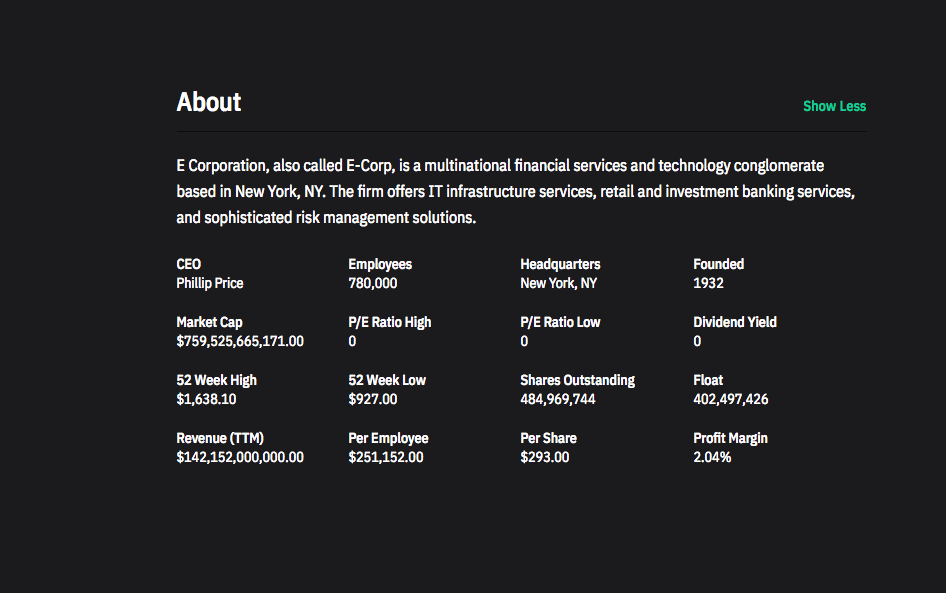 About
Show Less
E Corporation, also called E-Corp, is a multinational financial services and technology conglomerate
based in New York, NY. The firm offers IT infrastructure services, retail and investment banking services,
and sophisticated risk management solutions.
CEO Employees Headquarters Founded
Phillip Price 780,000 New York, NY 1932
Market Cap P/E Ratio High P/E Ratio Low Dividend Yield
$759,525,665,171.00 0 0 0
52 Week High 52 Week Low Shares Outstanding Float
$1,638.10 $927.00 484,969,744 402,497,426
Revenue (TTM) Per Employee Per Share Profit Margin
$142,152,000,000.00 $251,152.00 $293.00 2.04%